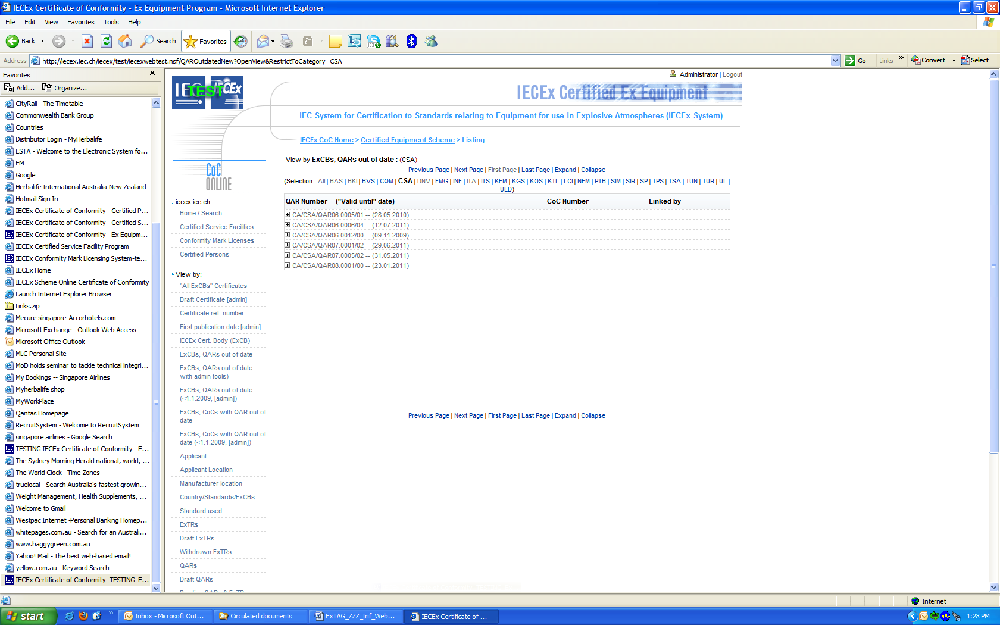 IECEx Certificate of Conformity - Ex Equipment Program - Microsoft Internet Explorer
File Edit View Favorites Tools Help
Back Search Favorites
Address http://iecex.iec.ch/iecex/test/iecexwebtest.nsf/QAROutdatedNew?OpenView&RestrictToCategory=CSA Go Links » Convert Select
Favorites
Add... Organize...
CityRail - The Timetable
Commonwealth Bank Group
Countries
Distributor Login - MyHerbalife
ESTA - Welcome to the Electronic System fo...
FM
Google
Herbalife International Australia-New Zealand
Hotmail Sign In
IECEx Certificate of Conformity - Certified P...
IECEx Certificate of Conformity - Certified S...
IECEx Certificate of Conformity - Ex Equipm...
IECEx Certified Service Facility Program
IECEx Conformity Mark Licensing System-te...
IECEx Home
IECEx Scheme Online Certificate of Conformity
Launch Internet Explorer Browser
Links.zip
Mecure singapore-Accorhotels.com
Microsoft Exchange - Outlook Web Access
Microsoft Office Outlook
MLC Personal Site
MoD holds seminar to tackle technical integri...
My Bookings -- Singapore Airlines
Myherbalife shop
MyWorkPlace
Qantas Homepage
RecruitSystem - Welcome to RecruitSystem
singapore airlines - Google Search
TESTING IECEx Certificate of Conformity - E...
The Sydney Morning Herald national, world, ...
The World Clock - Time Zones
truelocal - Search Australia's fastest growin...
Weight Management, Health Supplements, ...
Welcome to Gmail
Westpac Internet -Personal Banking Homep...
whitepages.com.au - Search for an Australi...
www.baggygreen.com.au
Yahoo! Mail - The best web-based email!
yellow.com.au - Keyword Search
IECEx Certificate of Conformity -TESTING E...
TEST IECEx
Administrator | Logout
IECEx Certified Ex Equipment
IEC System for Certification to Standards relating to Equipment for use in Explosive Atmospheres (IECEx System)
IECEx CoC Home > Certified Equipment Scheme > Listing
CoC
ONLINE
iecex.iec.ch:
Home / Search
Certified Service Facilities
Conformity Mark Licenses
Certified Persons
View by:
"All ExCBs" Certificates
Draft Certificate [admin]
Certificate ref. number
First publication date [admin]
IECEx Cert. Body (ExCB)
ExCBs, QARs out of date
ExCBs, QARs out of date
with admin tools)
ExCBs, QARs out of date
(<1.1.2009, [admin])
ExCBs, CoCs with QAR out of
date
ExCBs, CoCs with QAR out of
date (<1.1.2009, [admin])
Applicant
Applicant Location
Manufacturer location
Country/Standards/ExCBs
Standard used
ExTRs
Draft ExTRs
Withdrawn ExTRs
QARs
Draft QARs
View by ExCBs, QARs out of date : (CSA)
Previous Page | Next Page | First Page | Last Page | Expand | Collapse
(Selection : All | BAS | BKI | BVS | CQM | CSA | DNV | FMG | INE | ITA | ITS | KEM | KGS | KOS | KTL | LCI | NEM | PTB | SIM | SIR | SP | TPS | TSA | TUN | TUR | UL |
ULD)
QAR Number -- ("Valid until" date) CoC Number Linked by
CA/CSA/QAR06.0005/01 -- (28.05.2010)
CA/CSA/QAR06.0006/04 -- (12.07.2011)
CA/CSA/QAR06.0012/00 -- (09.11.2009)
CA/CSA/QAR07.0001/02 -- (29.06.2011)
CA/CSA/QAR07.0005/02 -- (31.05.2011)
CA/CSA/QAR08.0001/00 -- (23.01.2011)
Previous Page | Next Page | First Page | Last Page | Expand | Collapse
Internet
start » Inbox - Microsoft Out... Circulated documents ExTAG_ZZZ_Inf_Web... IECEx Certificate of ... 1:28 PM